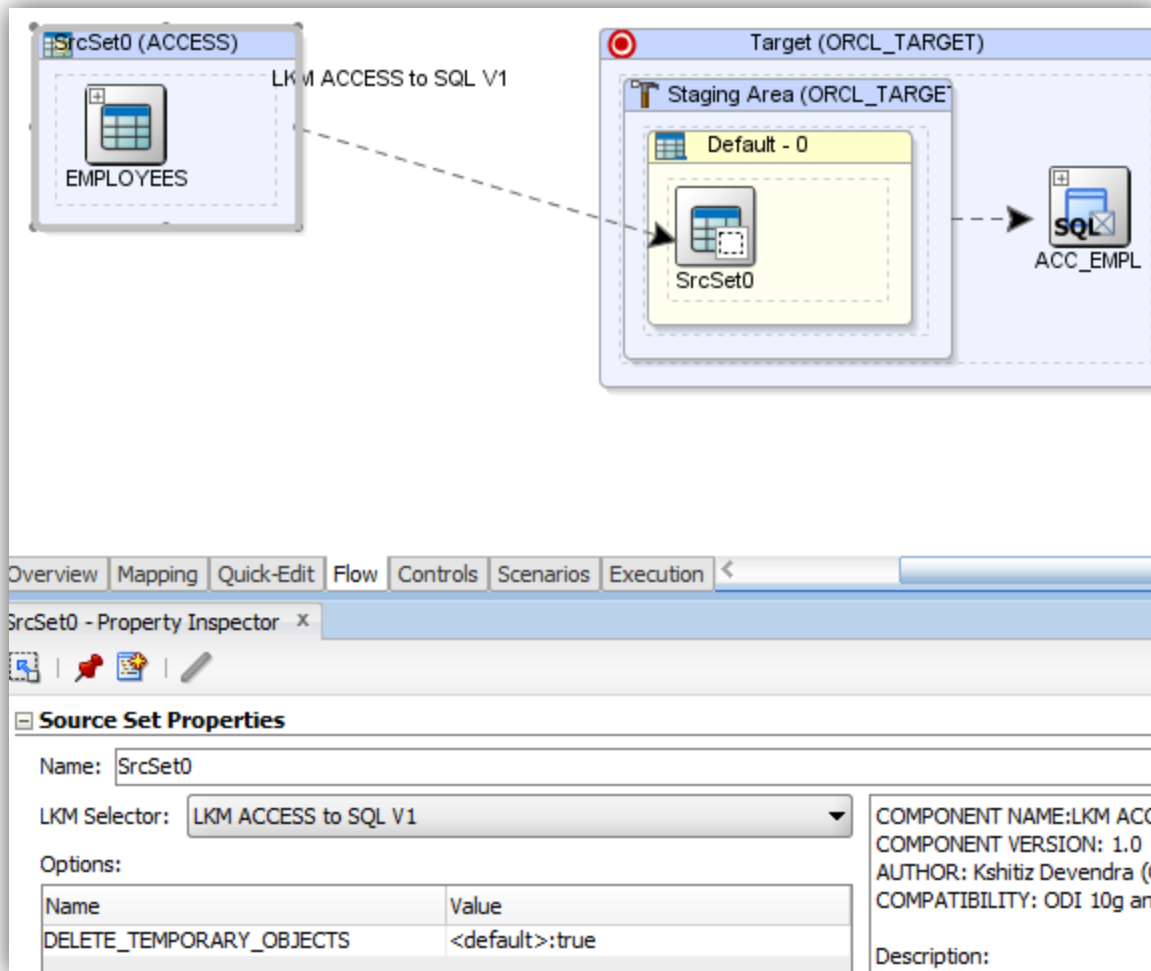 SrcSet0 (ACCESS)
EMPLOYEES
LKM ACCESS to SQL V1
Target (ORCL_TARGET)
Staging Area (ORCL_TARGET
Default - 0
SrcSet0
SQL
ACC_EMPL
Overview Mapping Quick-Edit Flow Controls Scenarios Execution
SrcSet0 - Property Inspector x
Source Set Properties
Name: SrcSet0
LKM Selector: LKM ACCESS to SQL V1
Options:
Name Value
DELETE_TEMPORARY_OBJECTS <default>:true
COMPONENT NAME:LKM ACC
COMPONENT VERSION: 1.0
AUTHOR: Kshitiz Devendra (
COMPATIBILITY: ODI 10g an
Description: